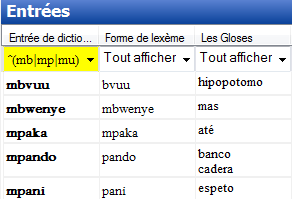 Entrées
Entrée de dictio... Forme de lexème Les Gloses
^(mb|mp|mu) Tout afficher Tout afficher
mbvuu bvuu hipopotomo
mbwenye mbwenye mas
mpaka mpaka até
mpando pando banco
cadera
mpani pani espeto